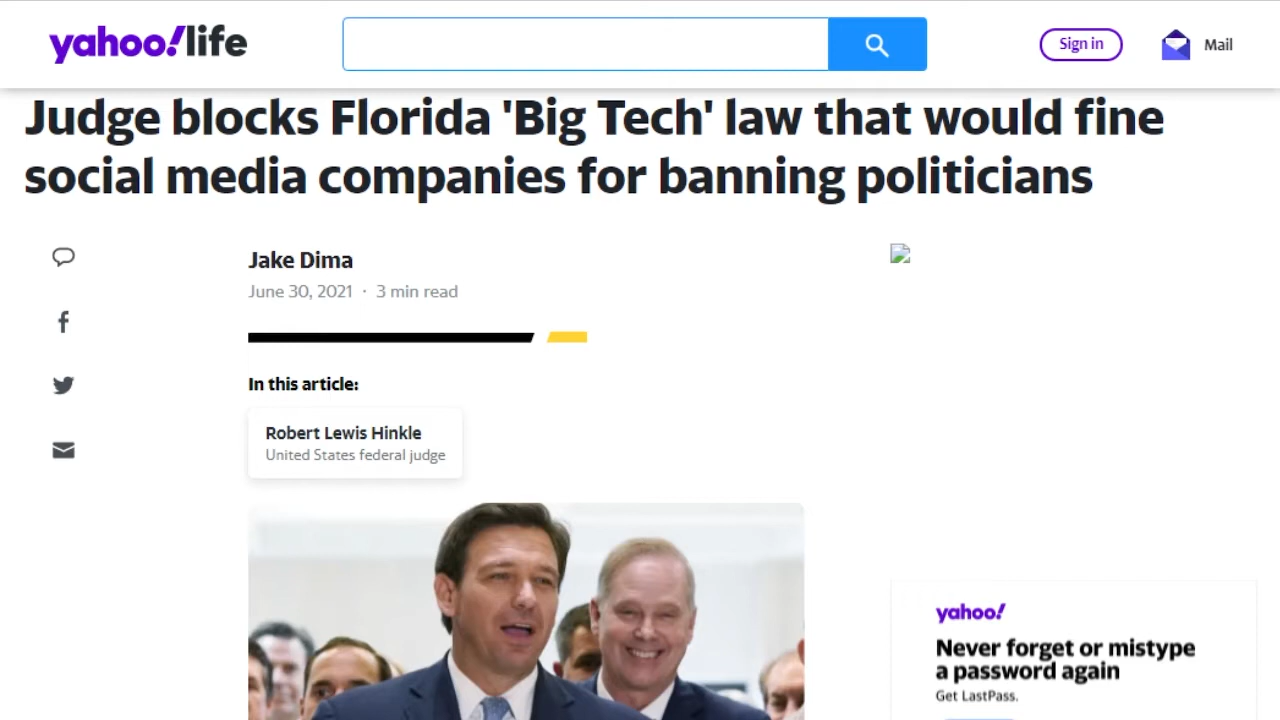 yahoo!life
Sign in
Mail
Judge blocks Florida 'Big Tech' law that would fine
social media companies for banning politicians
Jake Dima
June 30, 2021 · 3 min read
In this article:
Robert Lewis Hinkle
United States federal judge
yahoo!
Never forget or mistype
a password again
Get LastPass.